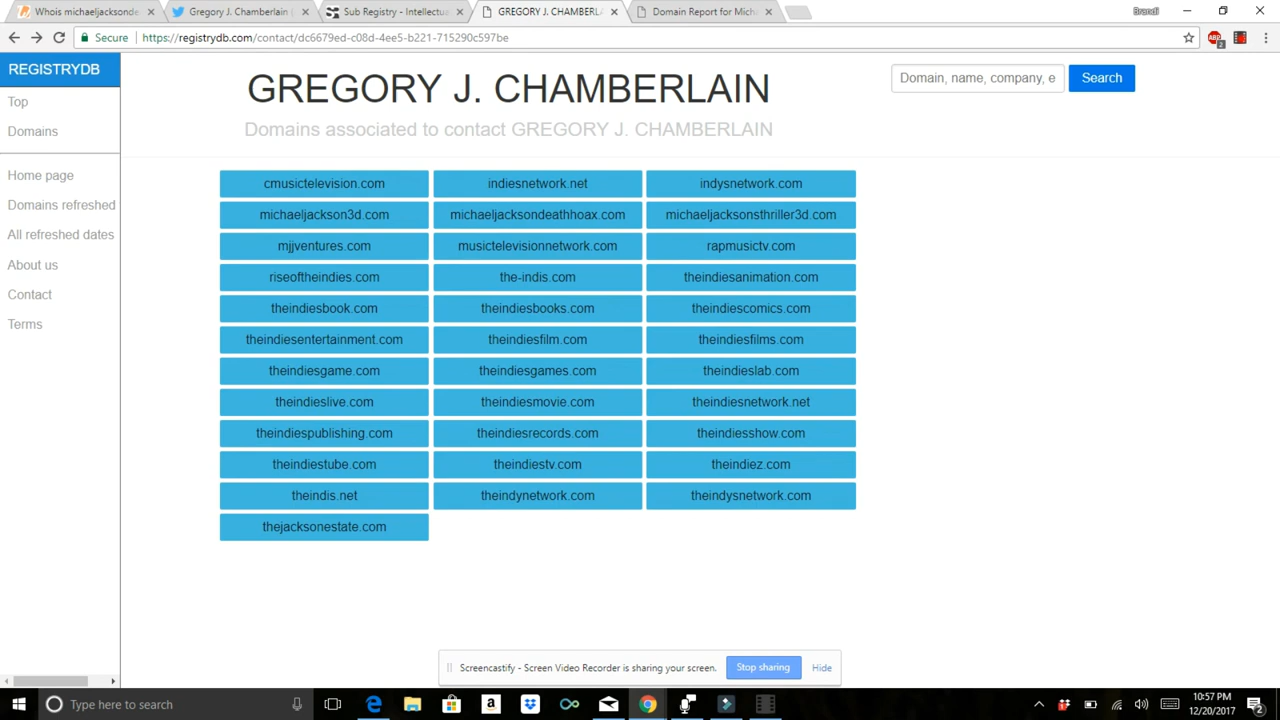 Whois michaeljacksonde
Gregory J. Chamberlain (
Sub Registry - Intellectua
GREGORY J. CHAMBERLA
Domain Report for Mich
Brandi
Secure
https://registrydb.com/contact/dc6679ed-c08d-4ee5-b221-715290c597be
ABP
2
REGISTRYDB
Top
Domains
Home page
Domains refreshed
All refreshed dates
About us
Contact
Terms
GREGORY J. CHAMBERLAIN
Domains associated to contact GREGORY J. CHAMBERLAIN
Domain, name, company, e
Search
cmusictelevision.com indiesnetwork.net indysnetwork.com
michaeljackson3d.com michaeljacksondeathhoax.com michaeljacksonsthriller3d.com
mjjventures.com musictelevisionnetwork.com rapmusictv.com
riseoftheindies.com the-indis.com theindiesanimation.com
theindiesbook.com theindiesbooks.com theindiescomics.com
theindiesentertainment.com theindiesfilm.com theindiesfilms.com
theindiesgame.com theindiesgames.com theindieslab.com
theindieslive.com theindiesmovie.com theindiesnetwork.net
theindiespublishing.com theindiesrecords.com theindiesshow.com
theindiestube.com theindiestv.com theindiez.com
theindis.net theindynetwork.com theindysnetwork.com
thejacksonestate.com
Screencastify - Screen Video Recorder is sharing your screen. Stop sharing Hide
Type here to search
10:57 PM
12/20/2017
2